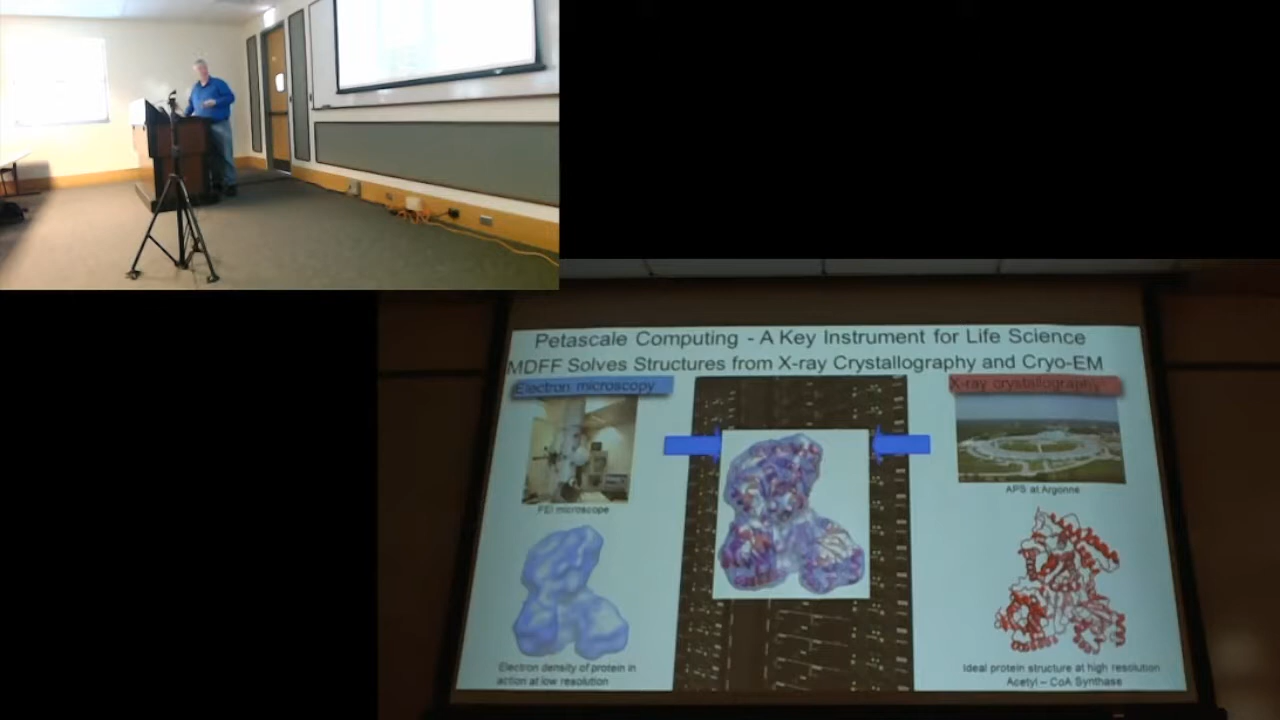 Petascale Computing - A Key Instrument for Life Science
MDFF Solves Structures from X-ray Crystallography and Cryo-EM
Electron microscopy
X-ray crystallography
FEI microscope
APS at Argonne
Electron density of protein in
action at low resolution
Ideal protein structure at high resolution
Acetyl – CoA Synthase